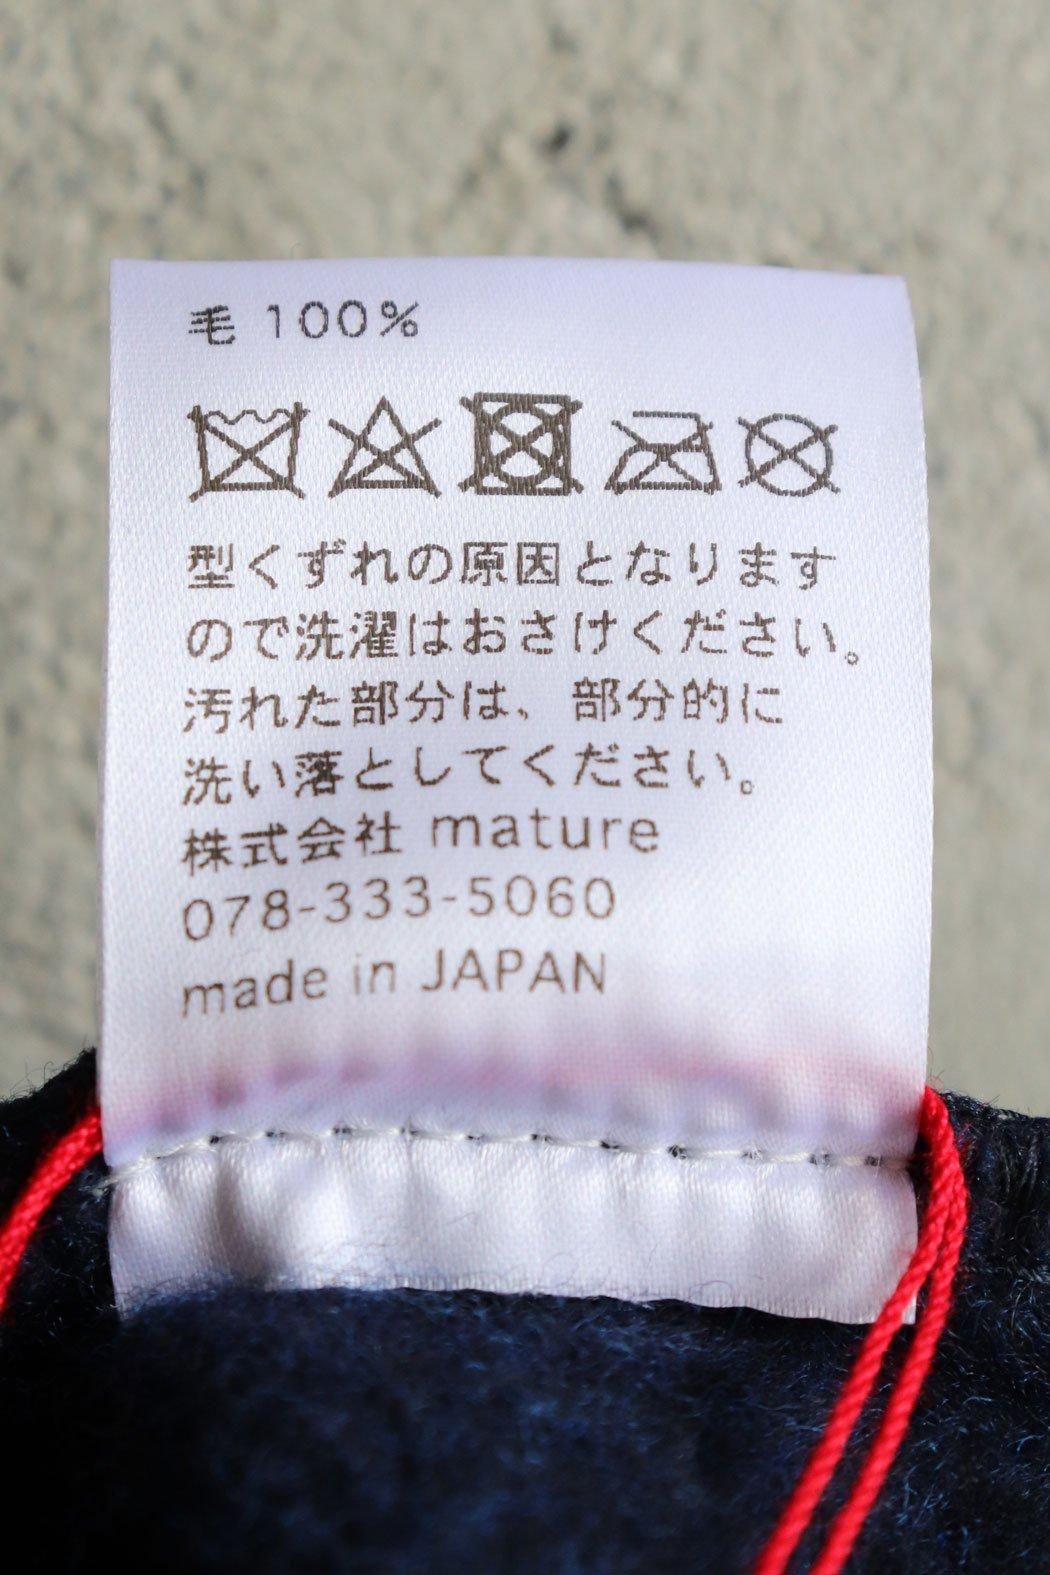 毛 100%
型くずれの原因となります
ので洗濯はおさけください。
汚れた部分は、部分的に
洗い落としてください。
株式会社 mature
078-333-5060
made in JAPAN